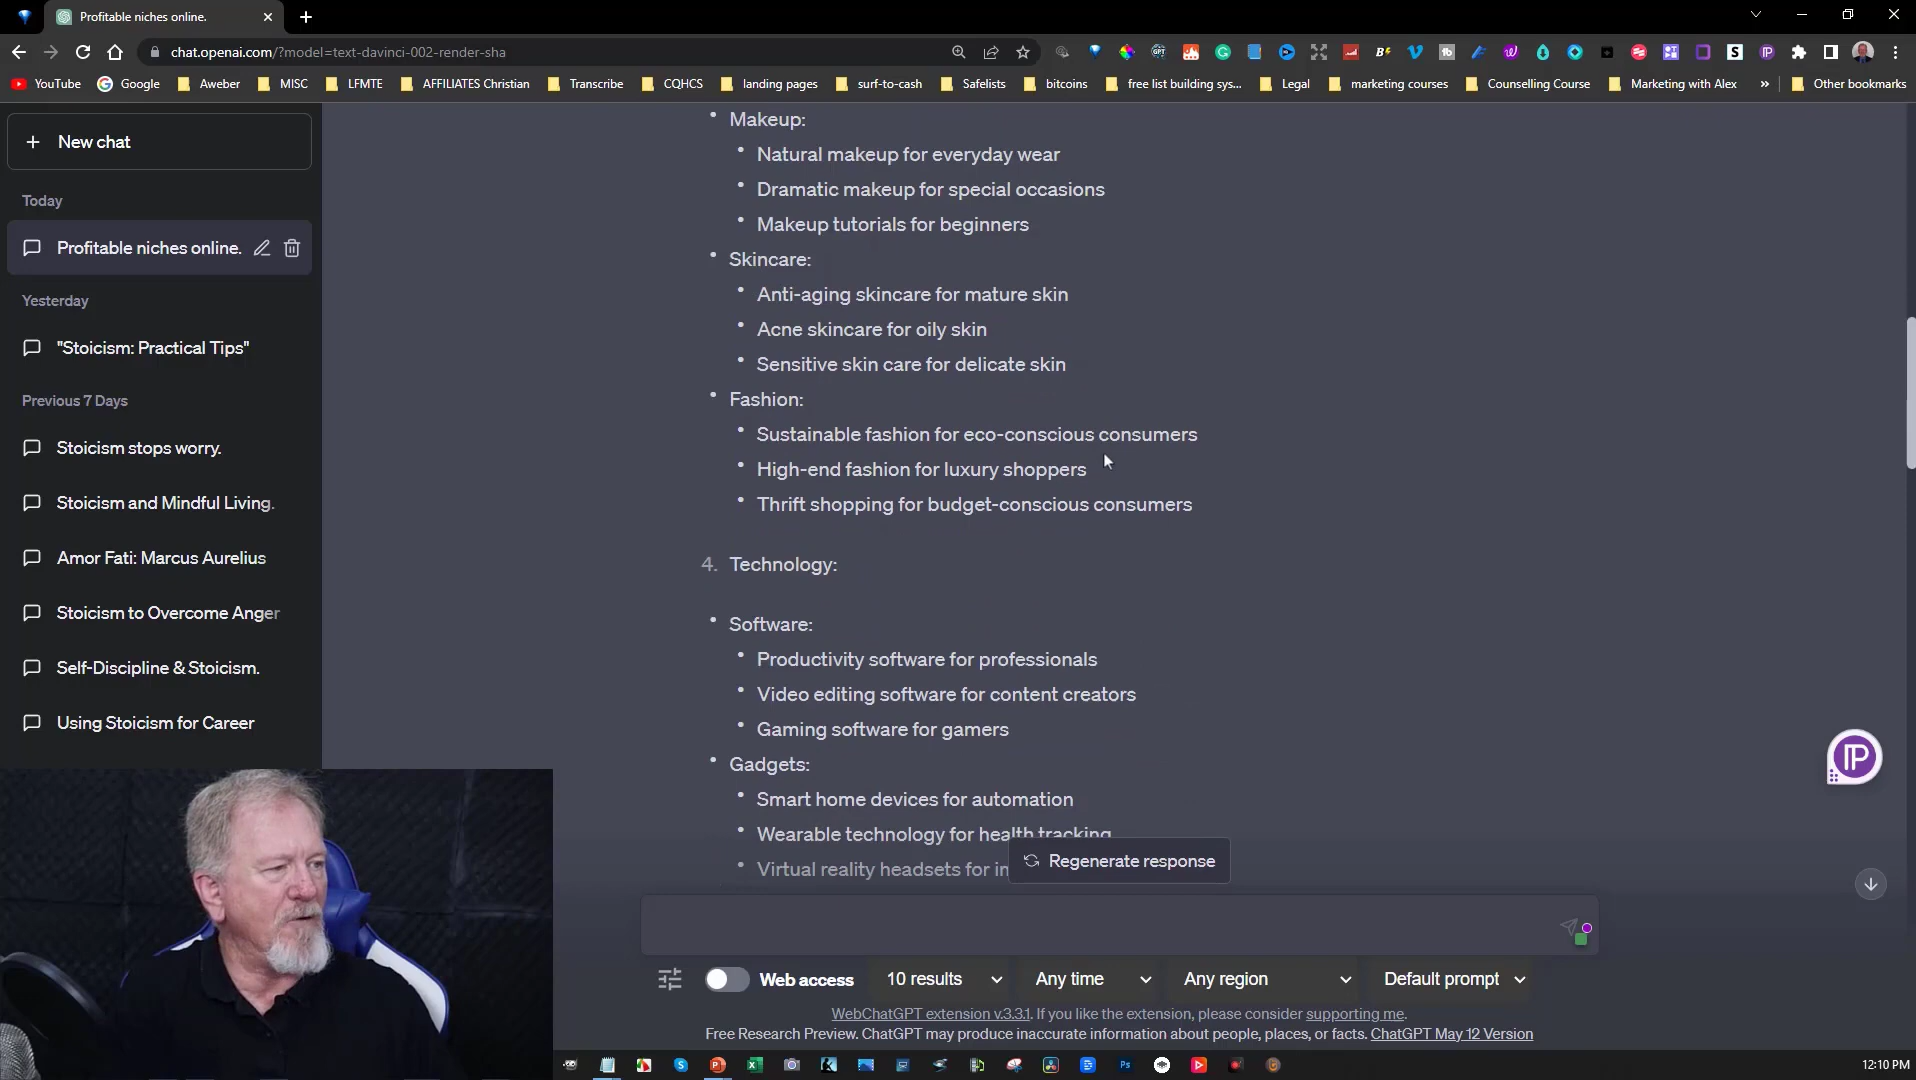 Profitable niches online.
chat.openai.com/?model=text-davinci-002-render-sha
YouTube
Google
Aweber
MISC
LFMTE
AFFILIATES Christian
Transcribe
CQHCS
landing pages
surf-to-cash
Safelists
bitcoins
free list building sys...
Legal
marketing courses
Counselling Course
Marketing with Alex
»
Other bookmarks
New chat
Today
Profitable niches online.
Yesterday
"Stoicism: Practical Tips"
Previous 7 Days
Stoicism stops worry.
Stoicism and Mindful Living.
Amor Fati: Marcus Aurelius
Stoicism to Overcome Anger
Self-Discipline & Stoicism.
Using Stoicism for Career
• Makeup:
• Natural makeup for everyday wear
• Dramatic makeup for special occasions
• Makeup tutorials for beginners
• Skincare:
• Anti-aging skincare for mature skin
• Acne skincare for oily skin
• Sensitive skin care for delicate skin
• Fashion:
• Sustainable fashion for eco-conscious consumers
• High-end fashion for luxury shoppers
• Thrift shopping for budget-conscious consumers
4. Technology:
• Software:
• Productivity software for professionals
• Video editing software for content creators
• Gaming software for gamers
• Gadgets:
• Smart home devices for automation
• Wearable technology for health tracking
• Virtual reality headsets for
Regenerate response
Web access
10 results
Any time
Any region
Default prompt
WebChatGPT extension v.3.3.1. If you like the extension, please consider supporting me.
Free Research Preview. ChatGPT may produce inaccurate information about people, places, or facts. ChatGPT May 12 Version
12:10 PM